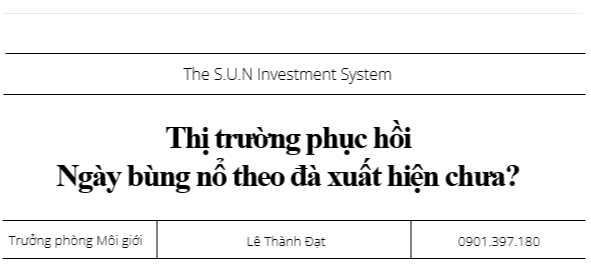 The S.U.N Investment System
Thị trường phục hồi
Ngày bùng nổ theo đà xuất hiện chưa?
Trưởng phòng Môi giới
Lê Thành Đạt
0901.397.180